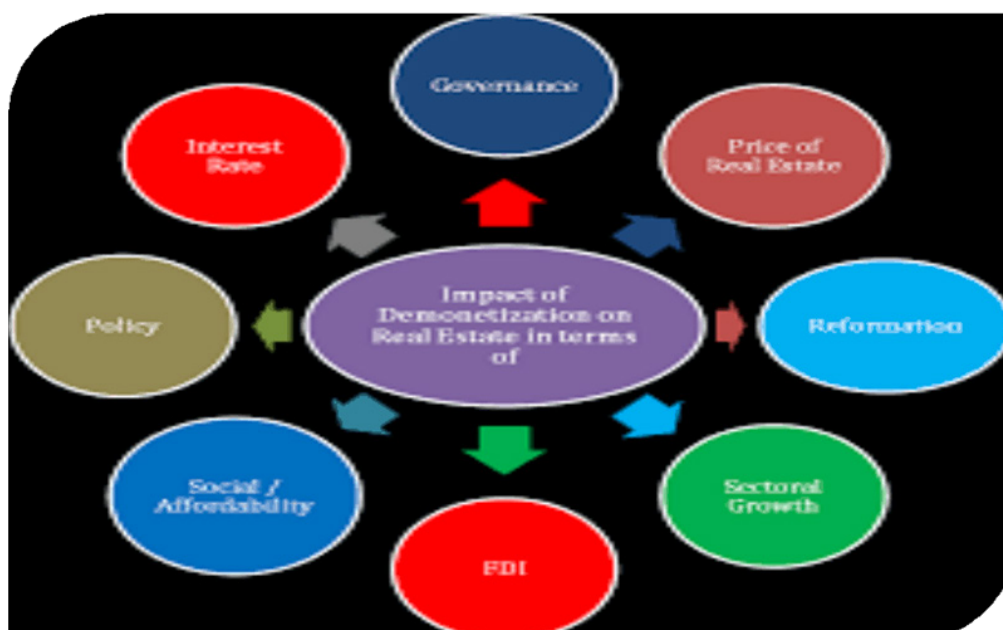 Governance
Interest
Rate
Price of
Real Estate
Impact of
Demonetization on
Real Estate in terms
of
Policy
Reformation
Social /
Affordability
Sectoral
Growth
FDI